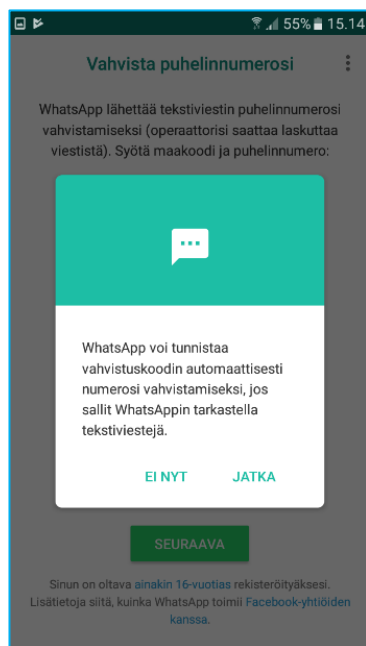 55% 15.14
Vahvista puhelinnumerosi
WhatsApp lähettää tekstiviestin puhelinnumerosi
vahvistamiseksi (operaattorisi saattaa laskuttaa
viestistä). Syötä maakoodi ja puhelinnumero:
WhatsApp voi tunnistaa
vahvistuskoodin automaattisesti
numerosi vahvistamiseksi, jos
sallit WhatsAppin tarkastella
tekstiviestejä.
EI NYT JATKA
SEURAAVA
Sinun on oltava ainakin 16-vuotias rekisteröityäksesi.
Lisätietoja siitä, kuinka WhatsApp toimii Facebook-yhtiöiden
kanssa.